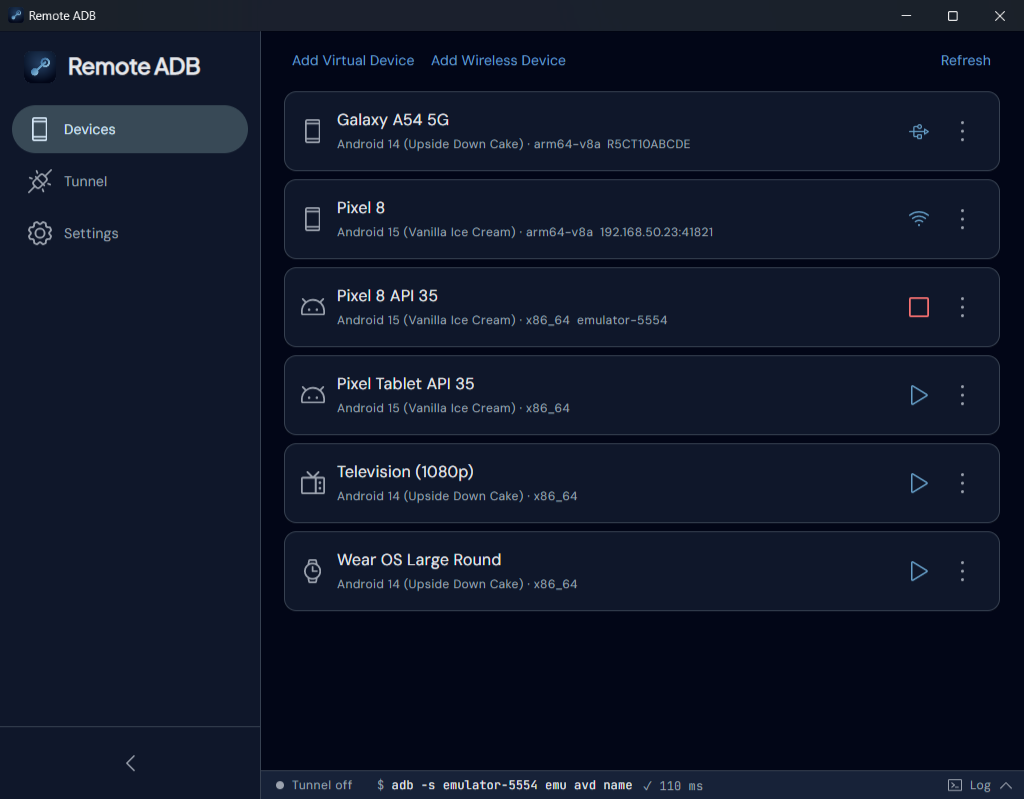 Remote ADB
Remote ADB
Devices
Tunnel
Settings
Add Virtual Device Add Wireless Device Refresh
Galaxy A54 5G
Android 14 (Upside Down Cake) · arm64-v8a R5CT10ABCDE
Pixel 8
Android 15 (Vanilla Ice Cream) · arm64-v8a 192.168.50.23:41821
Pixel 8 API 35
Android 15 (Vanilla Ice Cream) · x86_64 emulator-5554
Pixel Tablet API 35
Android 15 (Vanilla Ice Cream) · x86_64
Television (1080p)
Android 14 (Upside Down Cake) · x86_64
Wear OS Large Round
Android 14 (Upside Down Cake) · x86_64
Tunnel off $ adb -s emulator-5554 emu avd name ✓ 110 ms Log